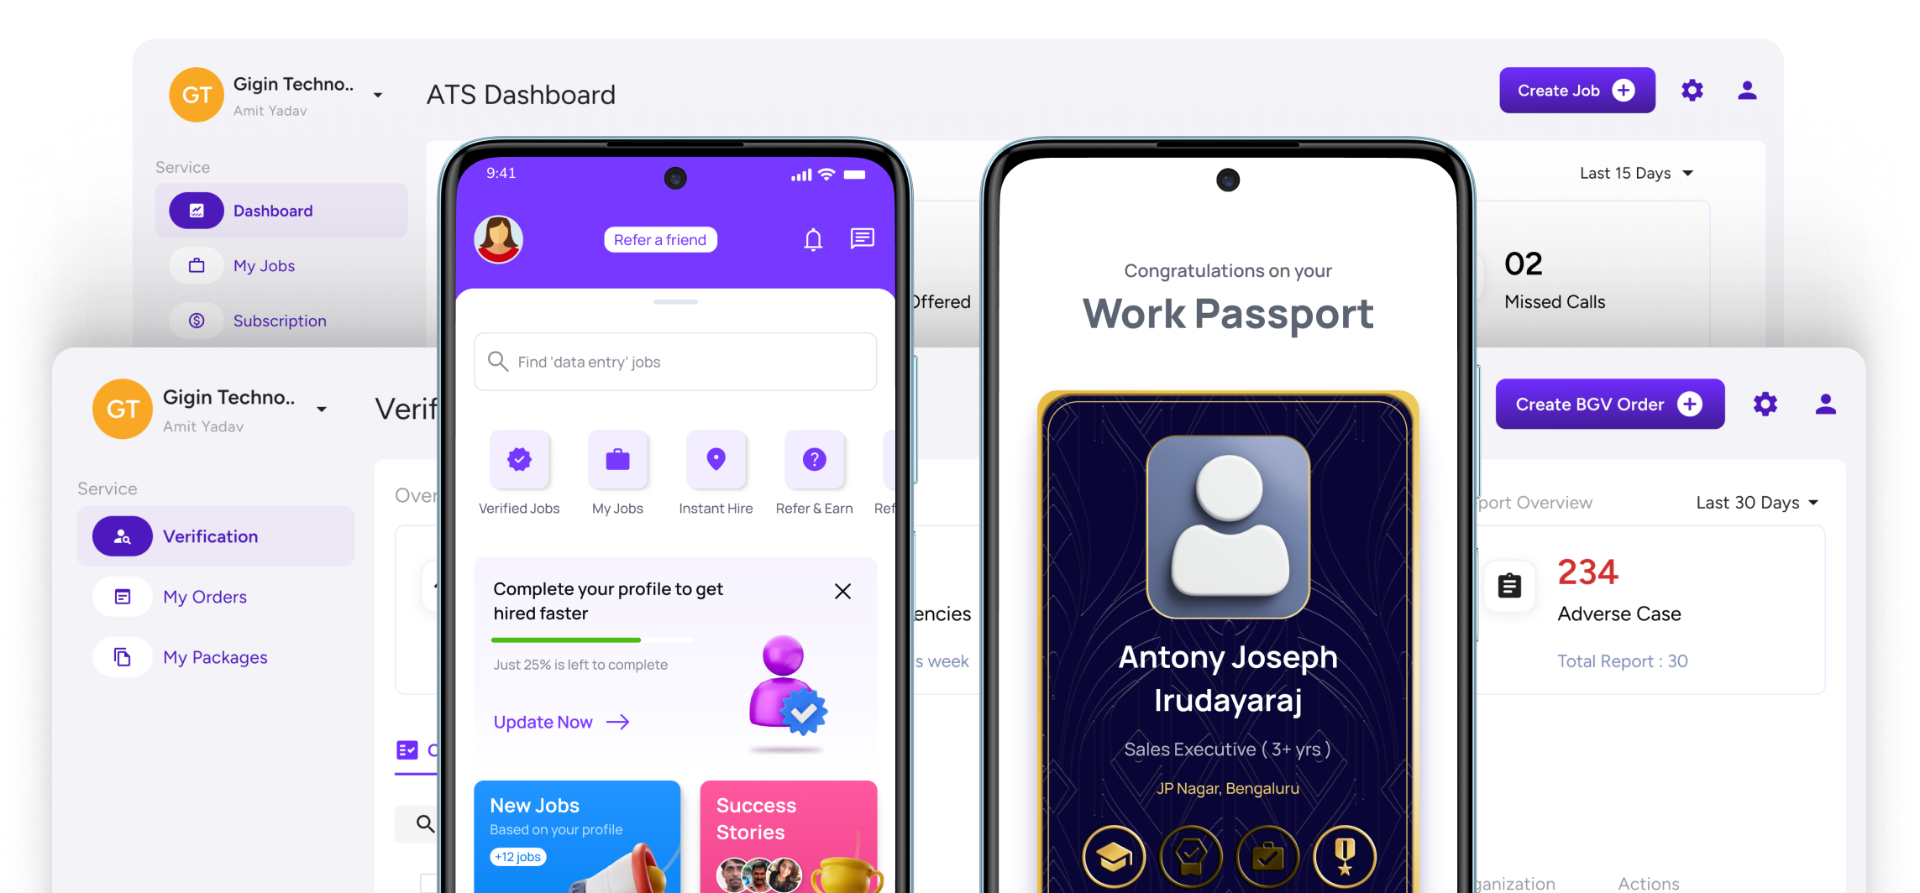 GT
Gigin Techno..
Amit Yadav
ATS Dashboard
Create Job
Service
Dashboard
My Jobs
Subscription
Last 15 Days
Offered
02
Missed Calls
GT
Gigin Techno..
Amit Yadav
Verif
Create BGV Order
Service
Verification
My Orders
My Packages
Over
encies
s week
port Overview
Last 30 Days
234
Adverse Case
Total Report : 30
ganization
Actions
9:41
Refer a friend
Find 'data entry' jobs
Verified Jobs
My Jobs
Instant Hire
Refer & Earn
Ref
Complete your profile to get
hired faster
Just 25% is left to complete
Update Now
New Jobs
Based on your profile
+12 jobs
Success
Stories
Congratulations on your
Work Passport
Antony Joseph
Irudayaraj
Sales Executive ( 3+ yrs )
JP Nagar, Bengaluru